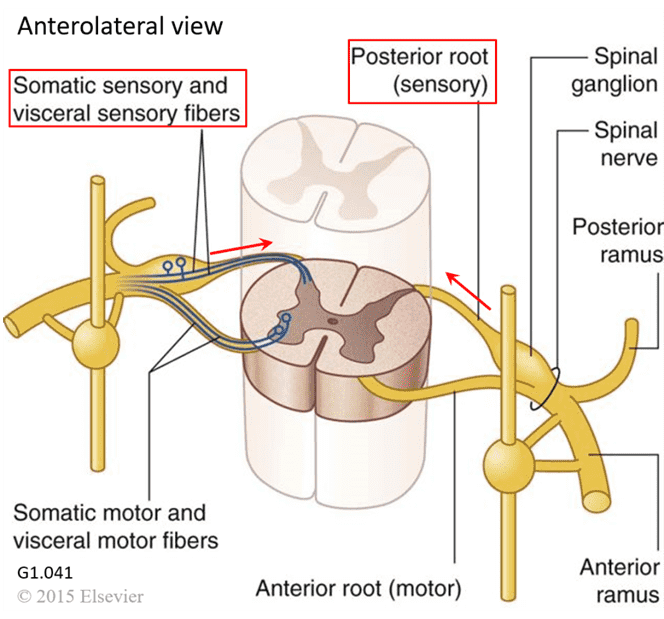 Anterolateral view
Somatic sensory and
visceral sensory fibers
Posterior root
(sensory)
Spinal
ganglion
Spinal
nerve
Posterior
ramus
Somatic motor and
visceral motor fibers
G1.041
© 2015 Elsevier
Anterior root (motor)
Anterior
ramus